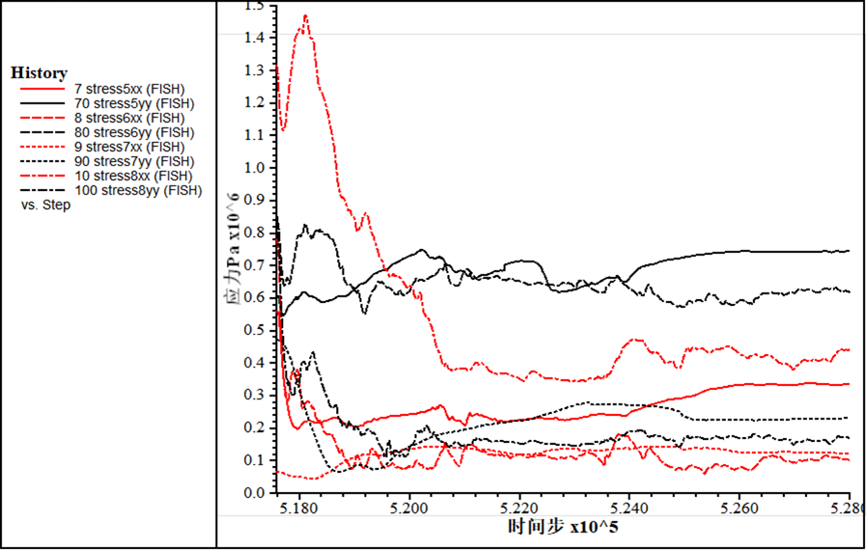 History
7 stress5xx (FISH)
70 stress5yy (FISH)
8 stress6xx (FISH)
80 stress6yy (FISH)
9 stress7xx (FISH)
90 stress7yy (FISH)
10 stress8xx (FISH)
100 stress8yy (FISH)
vs. Step
应力Pa x10^6
1.5
1.4
1.3
1.2
1.1
1.0
0.9
0.8
0.7
0.6
0.5
0.4
0.3
0.2
0.1
0.0
5.180 5.200 5.220 5.240 5.260 5.280
时间步 x10^5